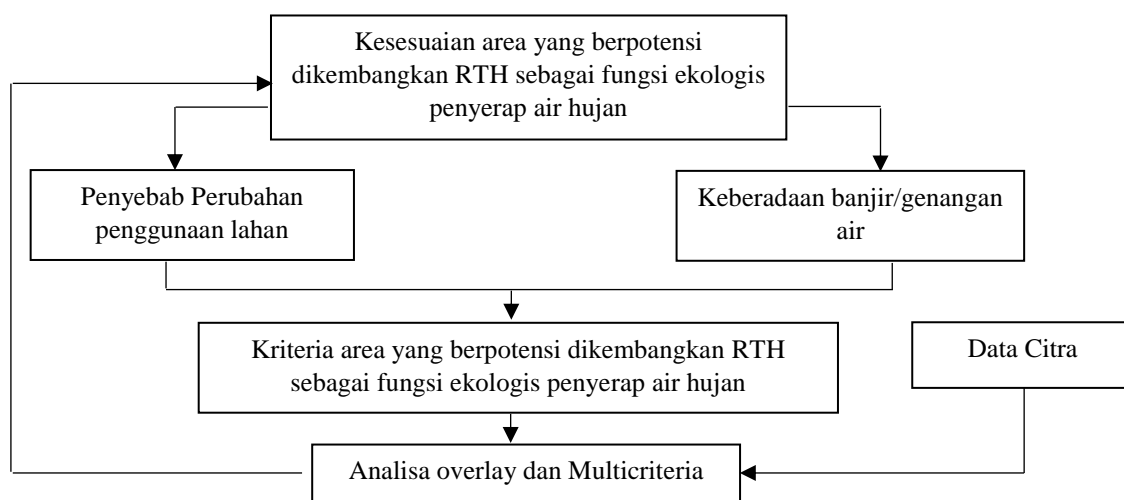 Kesesuaian area yang berpotensi
dikembangkan RTH sebagai fungsi ekologis
penyerap air hujan
Penyebab Perubahan
penggunaan lahan
Keberadaan banjir/genangan
air
Kriteria area yang berpotensi dikembangkan RTH
sebagai fungsi ekologis penyerap air hujan
Data Citra
Analisa overlay dan Multicriteria